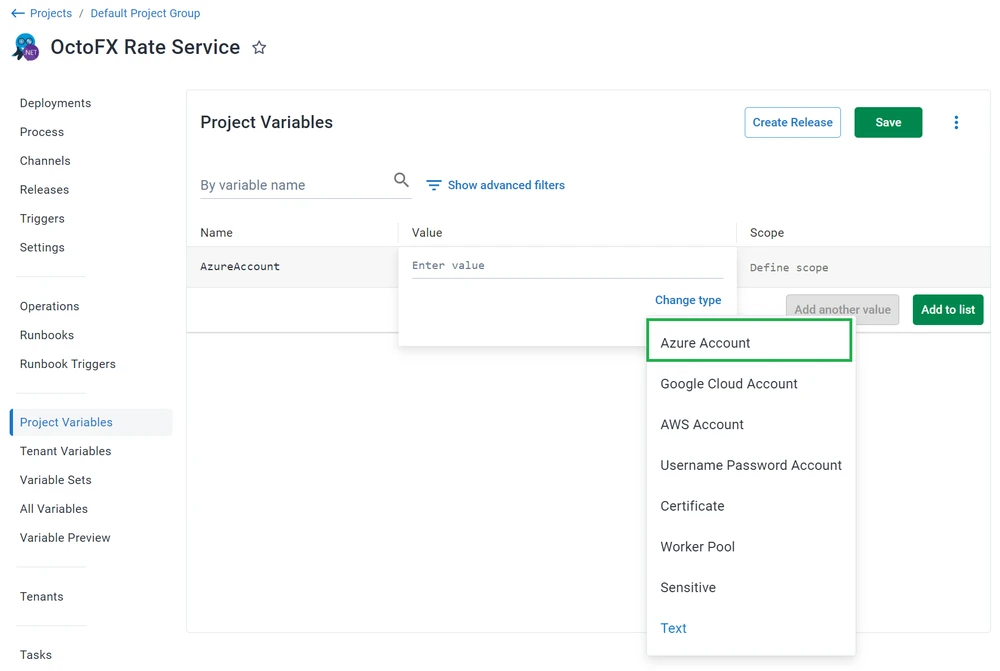 Projects / Default Project Group
NET
OctoFX Rate Service
Deployments
Process
Channels
Releases
Triggers
Settings
Operations
Runbooks
Runbook Triggers
Project Variables
Tenant Variables
Variable Sets
All Variables
Variable Preview
Tenants
Tasks
Project Variables
Create Release
Save
By variable name
Show advanced filters
Name Value Scope
AzureAccount Enter value Define scope
Change type
Add another value
Add to list
Azure Account
Google Cloud Account
AWS Account
Username Password Account
Certificate
Worker Pool
Sensitive
Text